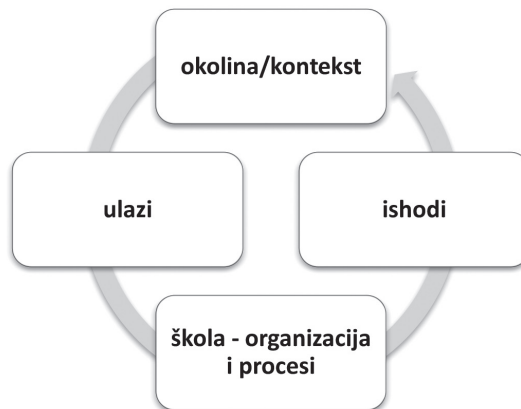 okolina/kontekst
ulazi
ishodi
škola - organizacija
i procesi